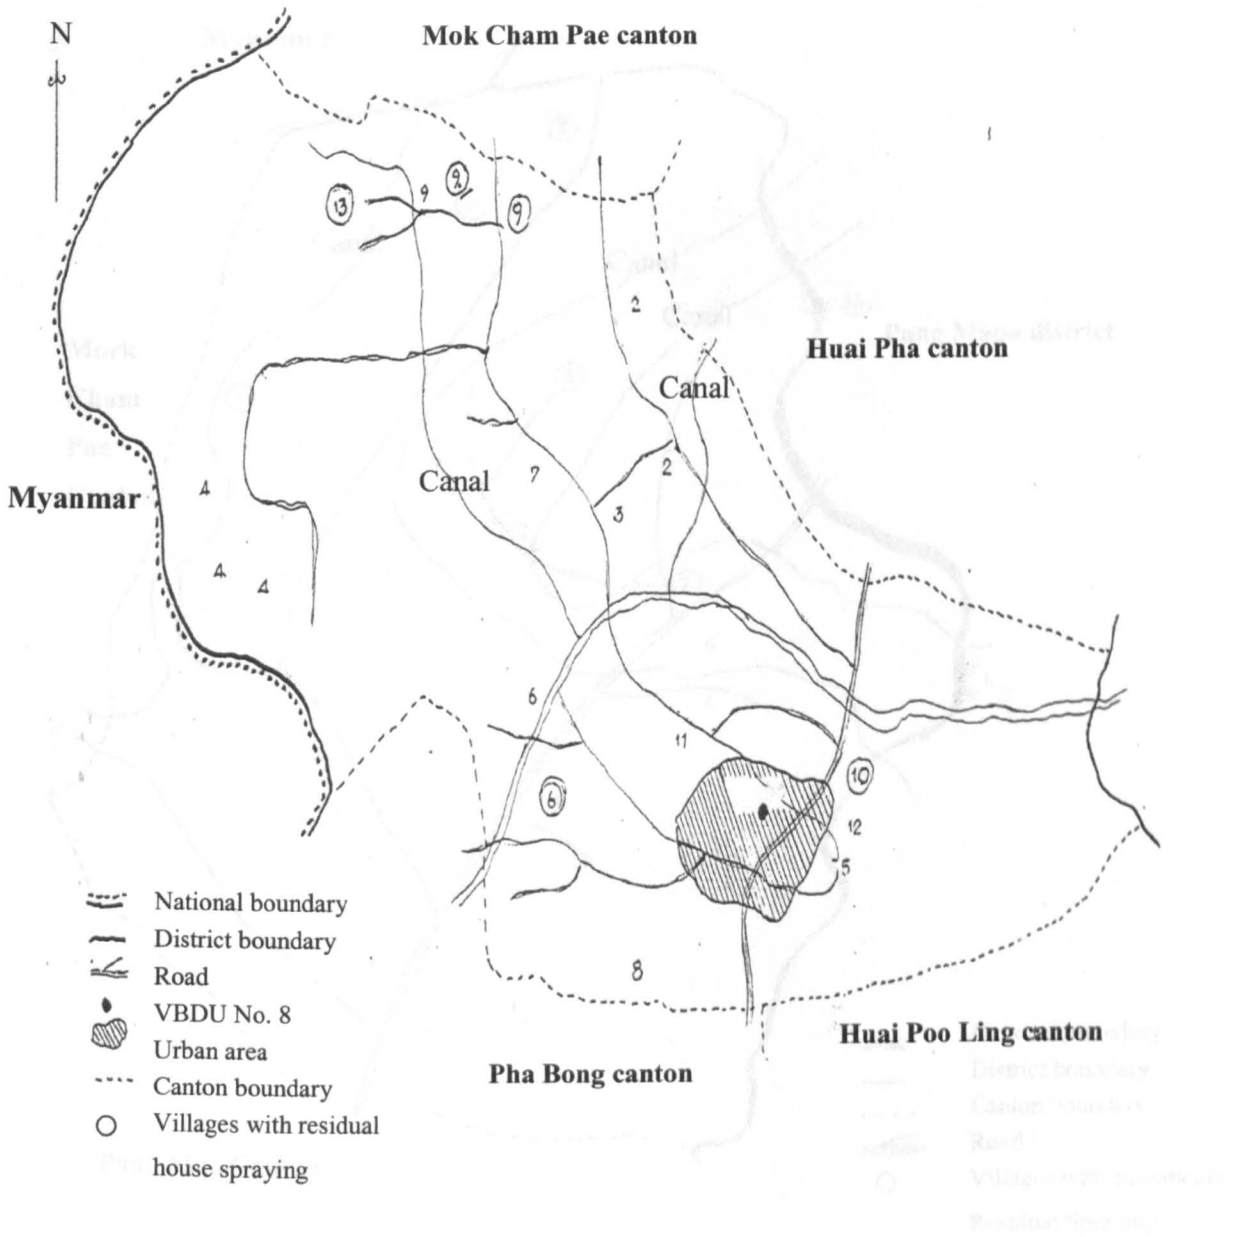 N
Mok Cham Pae canton
9
9
13
9
2
Huai Pha canton
Canal
2
Canal
7
3
4
Myanmar
4
4
6
11
10
6
12
5
8
National boundary
District boundary
Road
VBDU No. 8
Urban area
Canton boundary
Villages with residual
house spraying
Huai Poo Ling canton
Pha Bong canton